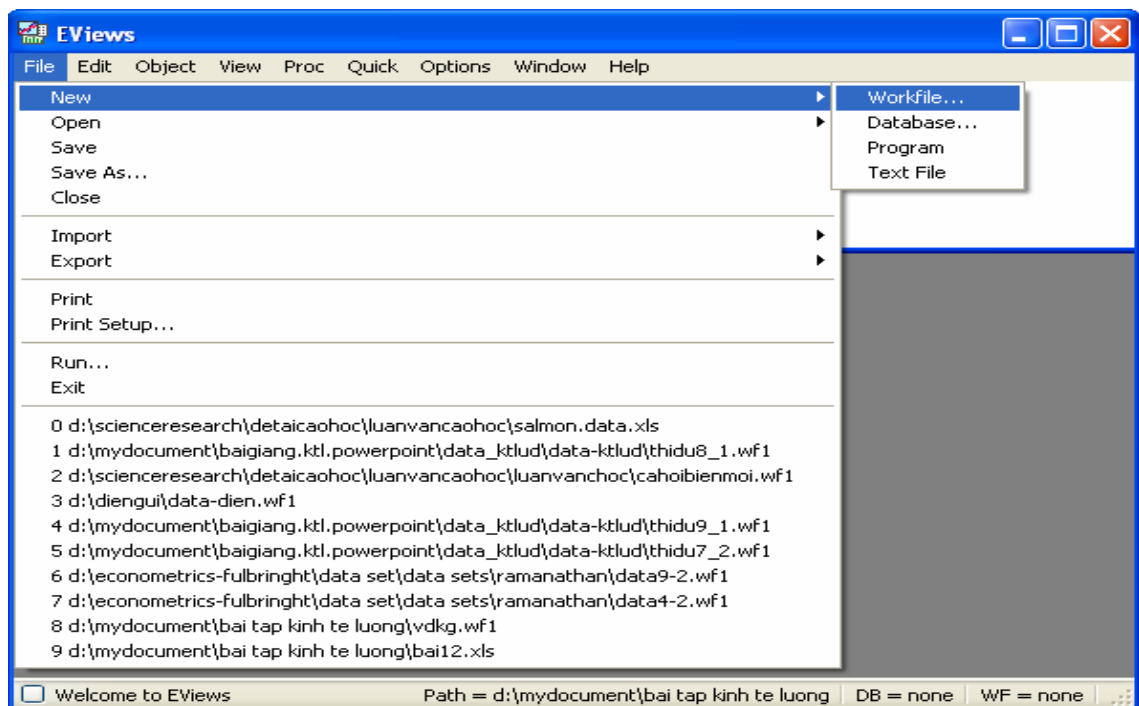 EViews
File Edit Object View Proc Quick Options Window Help
New
Open
Save
Save As...
Close
Import
Export
Print
Print Setup...
Run...
Exit
0 d:\scienceresearch\detaicaohoc\luanvancaohoc\salmon.data.xls
1 d:\mydocument\baigiang.ktl.powerpoint\data_ktlud\data-ktlud\thidu8_1.wf1
2 d:\scienceresearch\detaicaohoc\luanvancaohoc\luanvanchoc\cahoibienmoi.wf1
3 d:\diengui\data-dien.wf1
4 d:\mydocument\baigiang.ktl.powerpoint\data_ktlud\data-ktlud\thidu9_1.wf1
5 d:\mydocument\baigiang.ktl.powerpoint\data_ktlud\data-ktlud\thidu7_2.wf1
6 d:\econometrics-fulbringht\data set\data sets\ramanathan\data9-2.wf1
7 d:\econometrics-fulbringht\data set\data sets\ramanathan\data4-2.wf1
8 d:\mydocument\bai tap kinh te luong\vdkg.wf1
9 d:\mydocument\bai tap kinh te luong\bai12.xls
Workfile...
Database...
Program
Text File
Welcome to EViews Path = d:\mydocument\bai tap kinh te luong DB = none WF = none